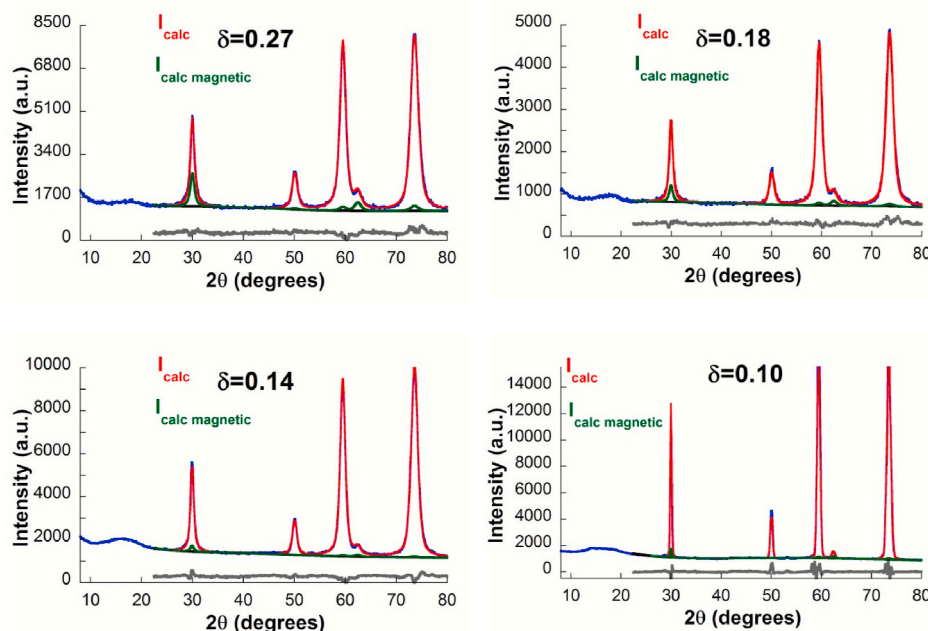 I calc
δ=0.27
I calc magnetic
Intensity (a.u.)
8500
6800
5100
3400
1700
0
10 20 30 40 50 60 70 80
2θ (degrees)
I calc
δ=0.18
I calc magnetic
Intensity (a.u.)
5000
4000
3000
2000
1000
0
10 20 30 40 50 60 70 80
2θ (degrees)
I calc
δ=0.14
I calc magnetic
Intensity (a.u.)
10000
8000
6000
4000
2000
0
10 20 30 40 50 60 70 80
2θ (degrees)
I calc
δ=0.10
I calc magnetic
Intensity (a.u.)
14000
12000
10000
8000
6000
4000
2000
0
10 20 30 40 50 60 70 80
2θ (degrees)